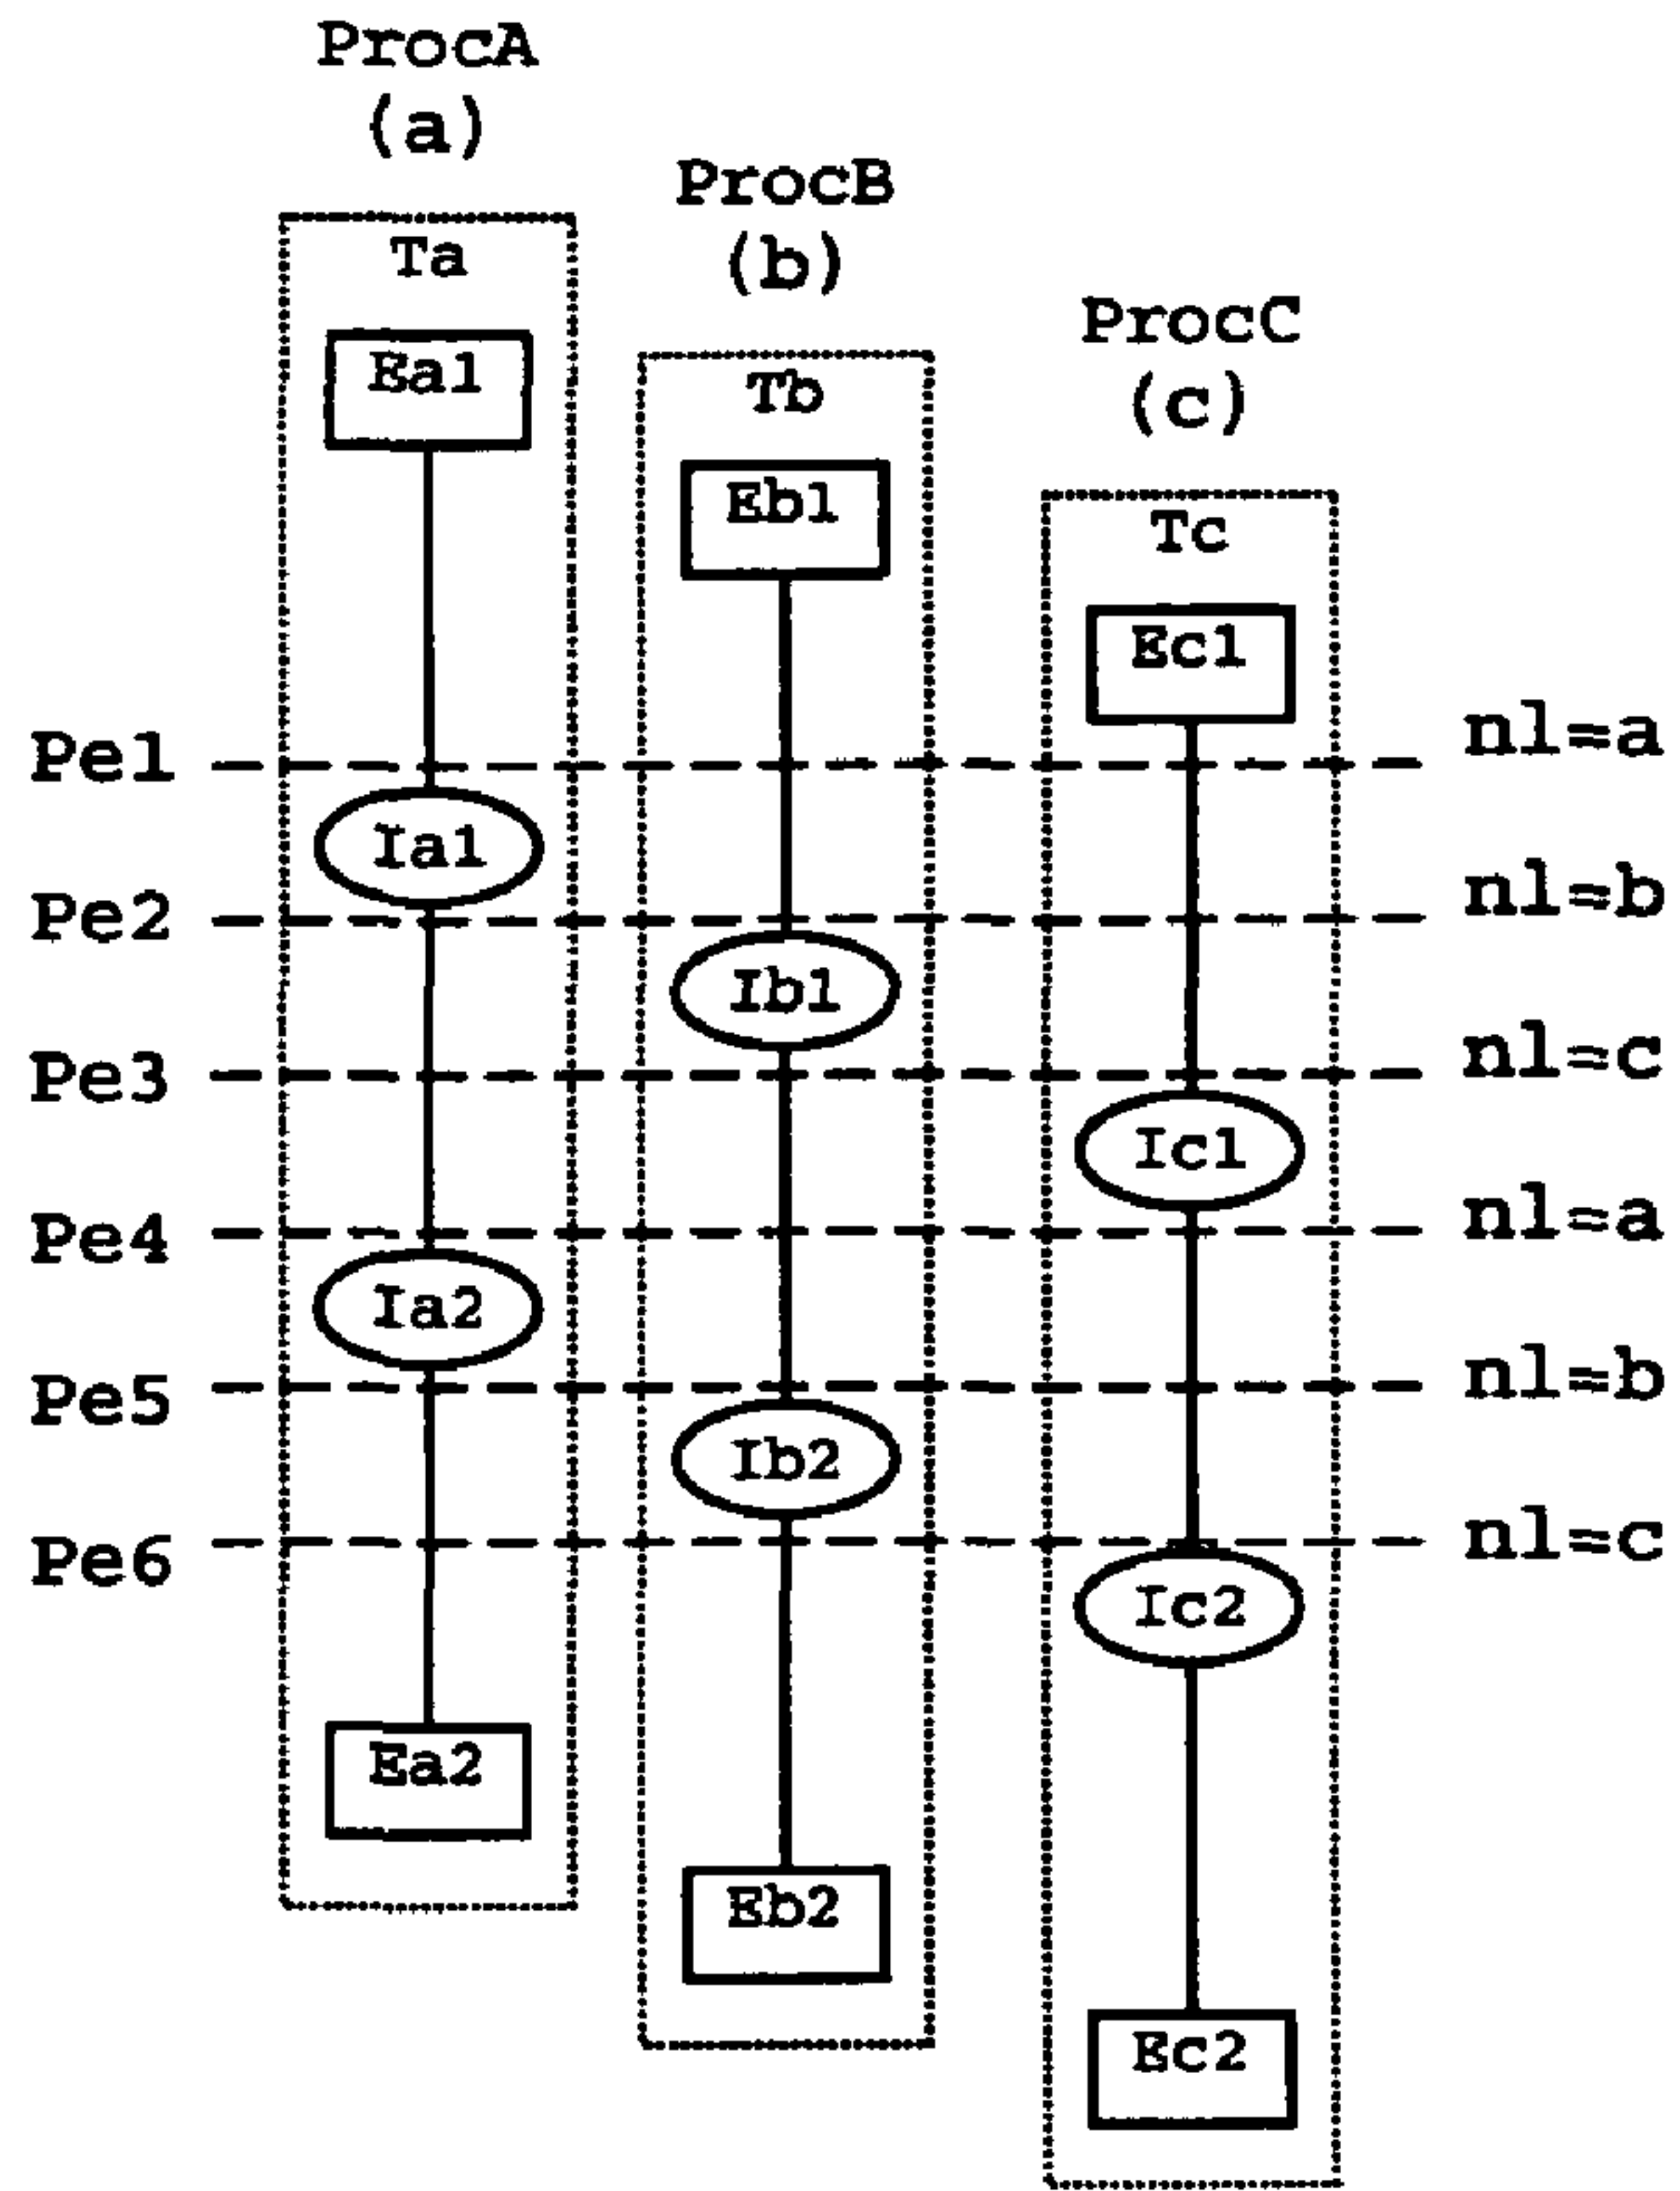 ProcA
(a)
ProcB
(b)
Ta
ProcC
(c)
Ea1
Tb
Eb1
Tc
Ec1
Pe1 nl=a
Ia1
Pe2 nl=b
Ib1
Pe3 nl=c
Ic1
Pe4 nl=a
Ia2
Pe5 nl=b
Ib2
Pe6 nl=c
Ic2
Ea2
Eb2
Ec2